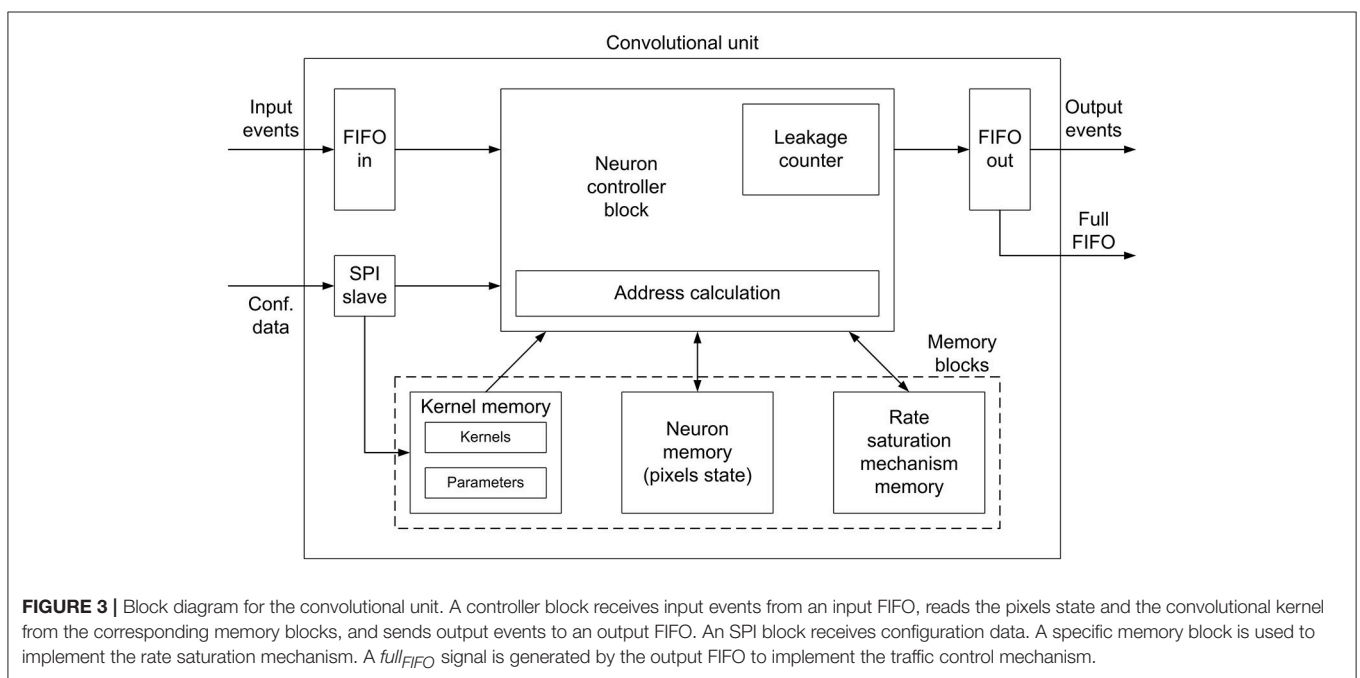 Convolutional unit
Input
events
FIFO
in
Neuron
controller
block
Leakage
counter
FIFO
out
Output
events
Full
FIFO
SPI
slave
Conf.
data
Address calculation
Memory
blocks
Kernel memory
Kernels
Parameters
Neuron
memory
(pixels state)
Rate
saturation
mechanism
memory
FIGURE 3 | Block diagram for the convolutional unit. A controller block receives input events from an input FIFO, reads the pixels state and the convolutional kernel
from the corresponding memory blocks, and sends output events to an output FIFO. An SPI block receives configuration data. A specific memory block is used to
implement the rate saturation mechanism. A fullFIFO signal is generated by the output FIFO to implement the traffic control mechanism.